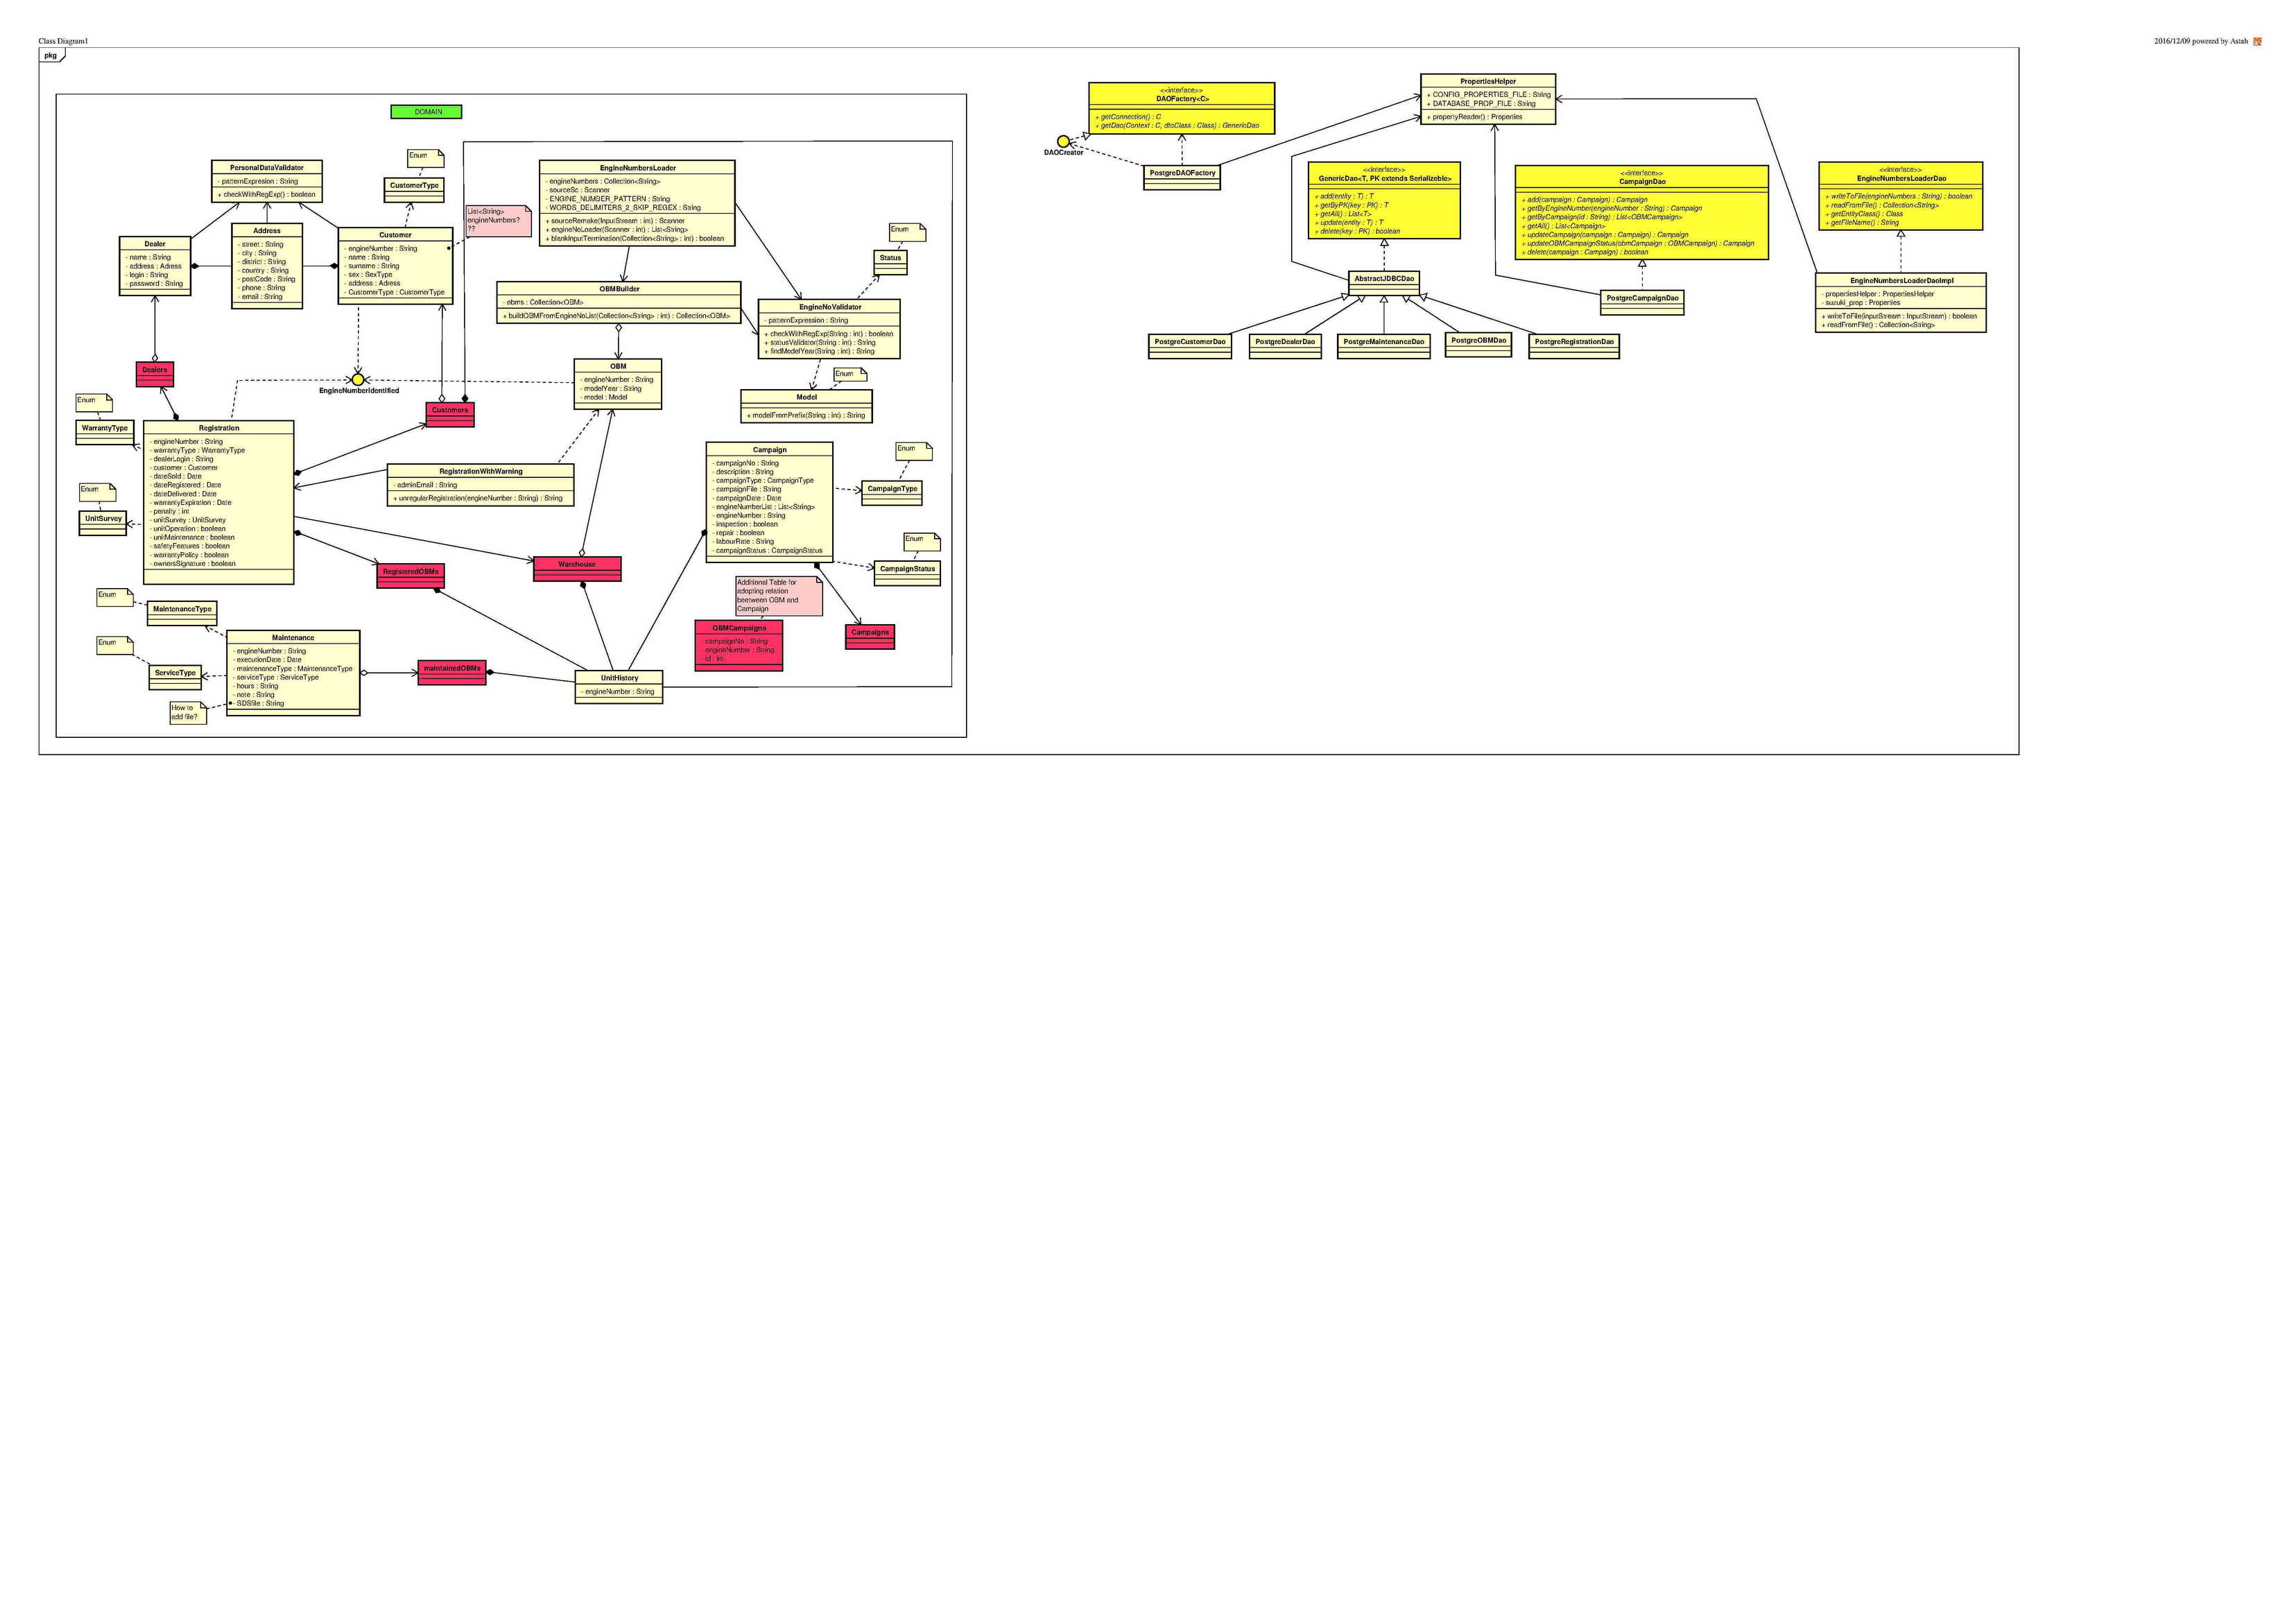 Class Diagram1
2016/12/09 powered by Astah
pkg
DOMAIN
Enum
PersonalDataValidator
- patternExpresion : String
+ checkWithRegExp() : boolean
CustomerType
Dealer
- name : String
- address : Adress
- login : String
- password : String
Address
- street : String
- city : String
- district : String
- country : String
- postCode : String
- phone : String
- email : String
Customer
- engineNumber : String
- name : String
- surname : String
- sex : SexType
- address : Adress
- CustomerType : CustomerType
List<String>
engineNumbers?
??
EngineNumbersLoader
- engineNumbers : Collection<String>
- sourceSc : Scanner
- ENGINE_NUMBER_PATTERN : String
- WORDS_DELIMITERS_2_SKIP_REGEX : String
+ sourceRemake(InputStream : int) : Scanner
+ engineNoLoader(Scanner : int) : List<String>
+ blankInputTermination(Collection<String> : int) : boolean
Enum
Status
OBMBuilder
- obms : Collection<OBM>
+ buildOBMFromEngineNoList(Collection<String> : int) : Collection<OBM>
EngineNoValidator
- patternExpression : String
+ checkWithRegExp(String : int) : boolean
+ statusValidator(String : int) : String
+ findModelYear(String : int) : String
Dealers
EngineNumberIdentified
OBM
- engineNumber : String
- modelYear : String
- model : Model
Enum
Model
+ modelFromPrefix(String : int) : String
Customers
Enum
WarrantyType
Registration
- engineNumber : String
- warrantyType : WarrantyType
- dealerLogin : String
- customer : Customer
- dateSold : Date
- dateRegistered : Date
- dateDelivered : Date
- warrantyExpiration : Date
- penalty : int
- unitSurvey : UnitSurvey
- unitOperation : boolean
- unitMaintenance : boolean
- safetyFeatures : boolean
- warrantPolicy : boolean
- ownersSignature : boolean
Enum
UnitSurvey
RegistrationWithWarning
- adminEmail : String
+ unregularRegistration(engineNumber : String) : String
Campaign
- campaignNo : String
- description : String
- campaignType : CampaignType
- campaignFile : String
- campaignDate : Date
- engineNumberList : List<String>
- engineNumber : String
- inspection : boolean
- repair : boolean
- labourRate : String
- campaignStatus : CampaignStatus
Enum
CampaignType
Enum
CampaignStatus
RegisteredOBMs
Warehouse
Additional Table for
adopting relation
beetween OBM and
Campaign
OBMCampaigns
- campaignNo : String
- engineNumber : String
- id : int
Campaigns
Enum
MaintenanceType
Enum
ServiceType
Maintenance
- engineNumber : String
- executionDate : Date
- maintenanceType : MaintenanceType
- serviceType : ServiceType
- hours : String
- note : String
- SDSfile : String
How to
add file?
maintainedOBMs
UnitHistory
- engineNumber : String
<<interface>>
DAOFactory<C>
+ getConnection() : C
+ getDao(Context : C, dtoClass : Class) : GenericDao
DAOCreator
PostgreDAOFactory
PropertiesHelper
+ CONFIG_PROPERTIES_FILE : String
+ DATABASE_PROP_FILE : String
+ propertyReader() : Properties
<<interface>>
GenericDao<T, PK extends Serializeble>
+ add(entity : T) : T
+ getByPK(key : PK) : T
+ getAll() : List<T>
+ update(entity : T) : T
+ delete(key : PK) : boolean
<<interface>>
CampaignDao
+ add(campaign : Campaign) : Campaign
+ getByEngineNumber(engineNumber : String) : Campaign
+ getByCampaign(id : String) : List<OBMCampaign>
+ getAll() : List<Campaign>
+ updateCampaign(campaign : Campaign) : Campaign
+ updateOBMCampaignStatus(obmCampaign : OBMCampaign) : Campaign
+ delete(campaign : Campaign) : boolean
<<interface>>
EngineNumbersLoaderDao
+ writeToFile(engineNumbers : String) : boolean
+ readFromFile() : Collection<String>
+ getEntityClass() : Class
+ getFileName() : String
AbstractJDBCDao
PostgreCampaignDao
EngineNumbersLoaderDaoImpl
- propertiesHelper : PropertiesHelper
- suzuki_prop : Properties
+ writeToFile(inputStream : InputStream) : boolean
+ readFromFile() : Collection<String>
PostgreCustomerDao
PostgreDealerDao
PostgreMaintenanceDao
PostgreOBMDao
PostgreRegistrationDao